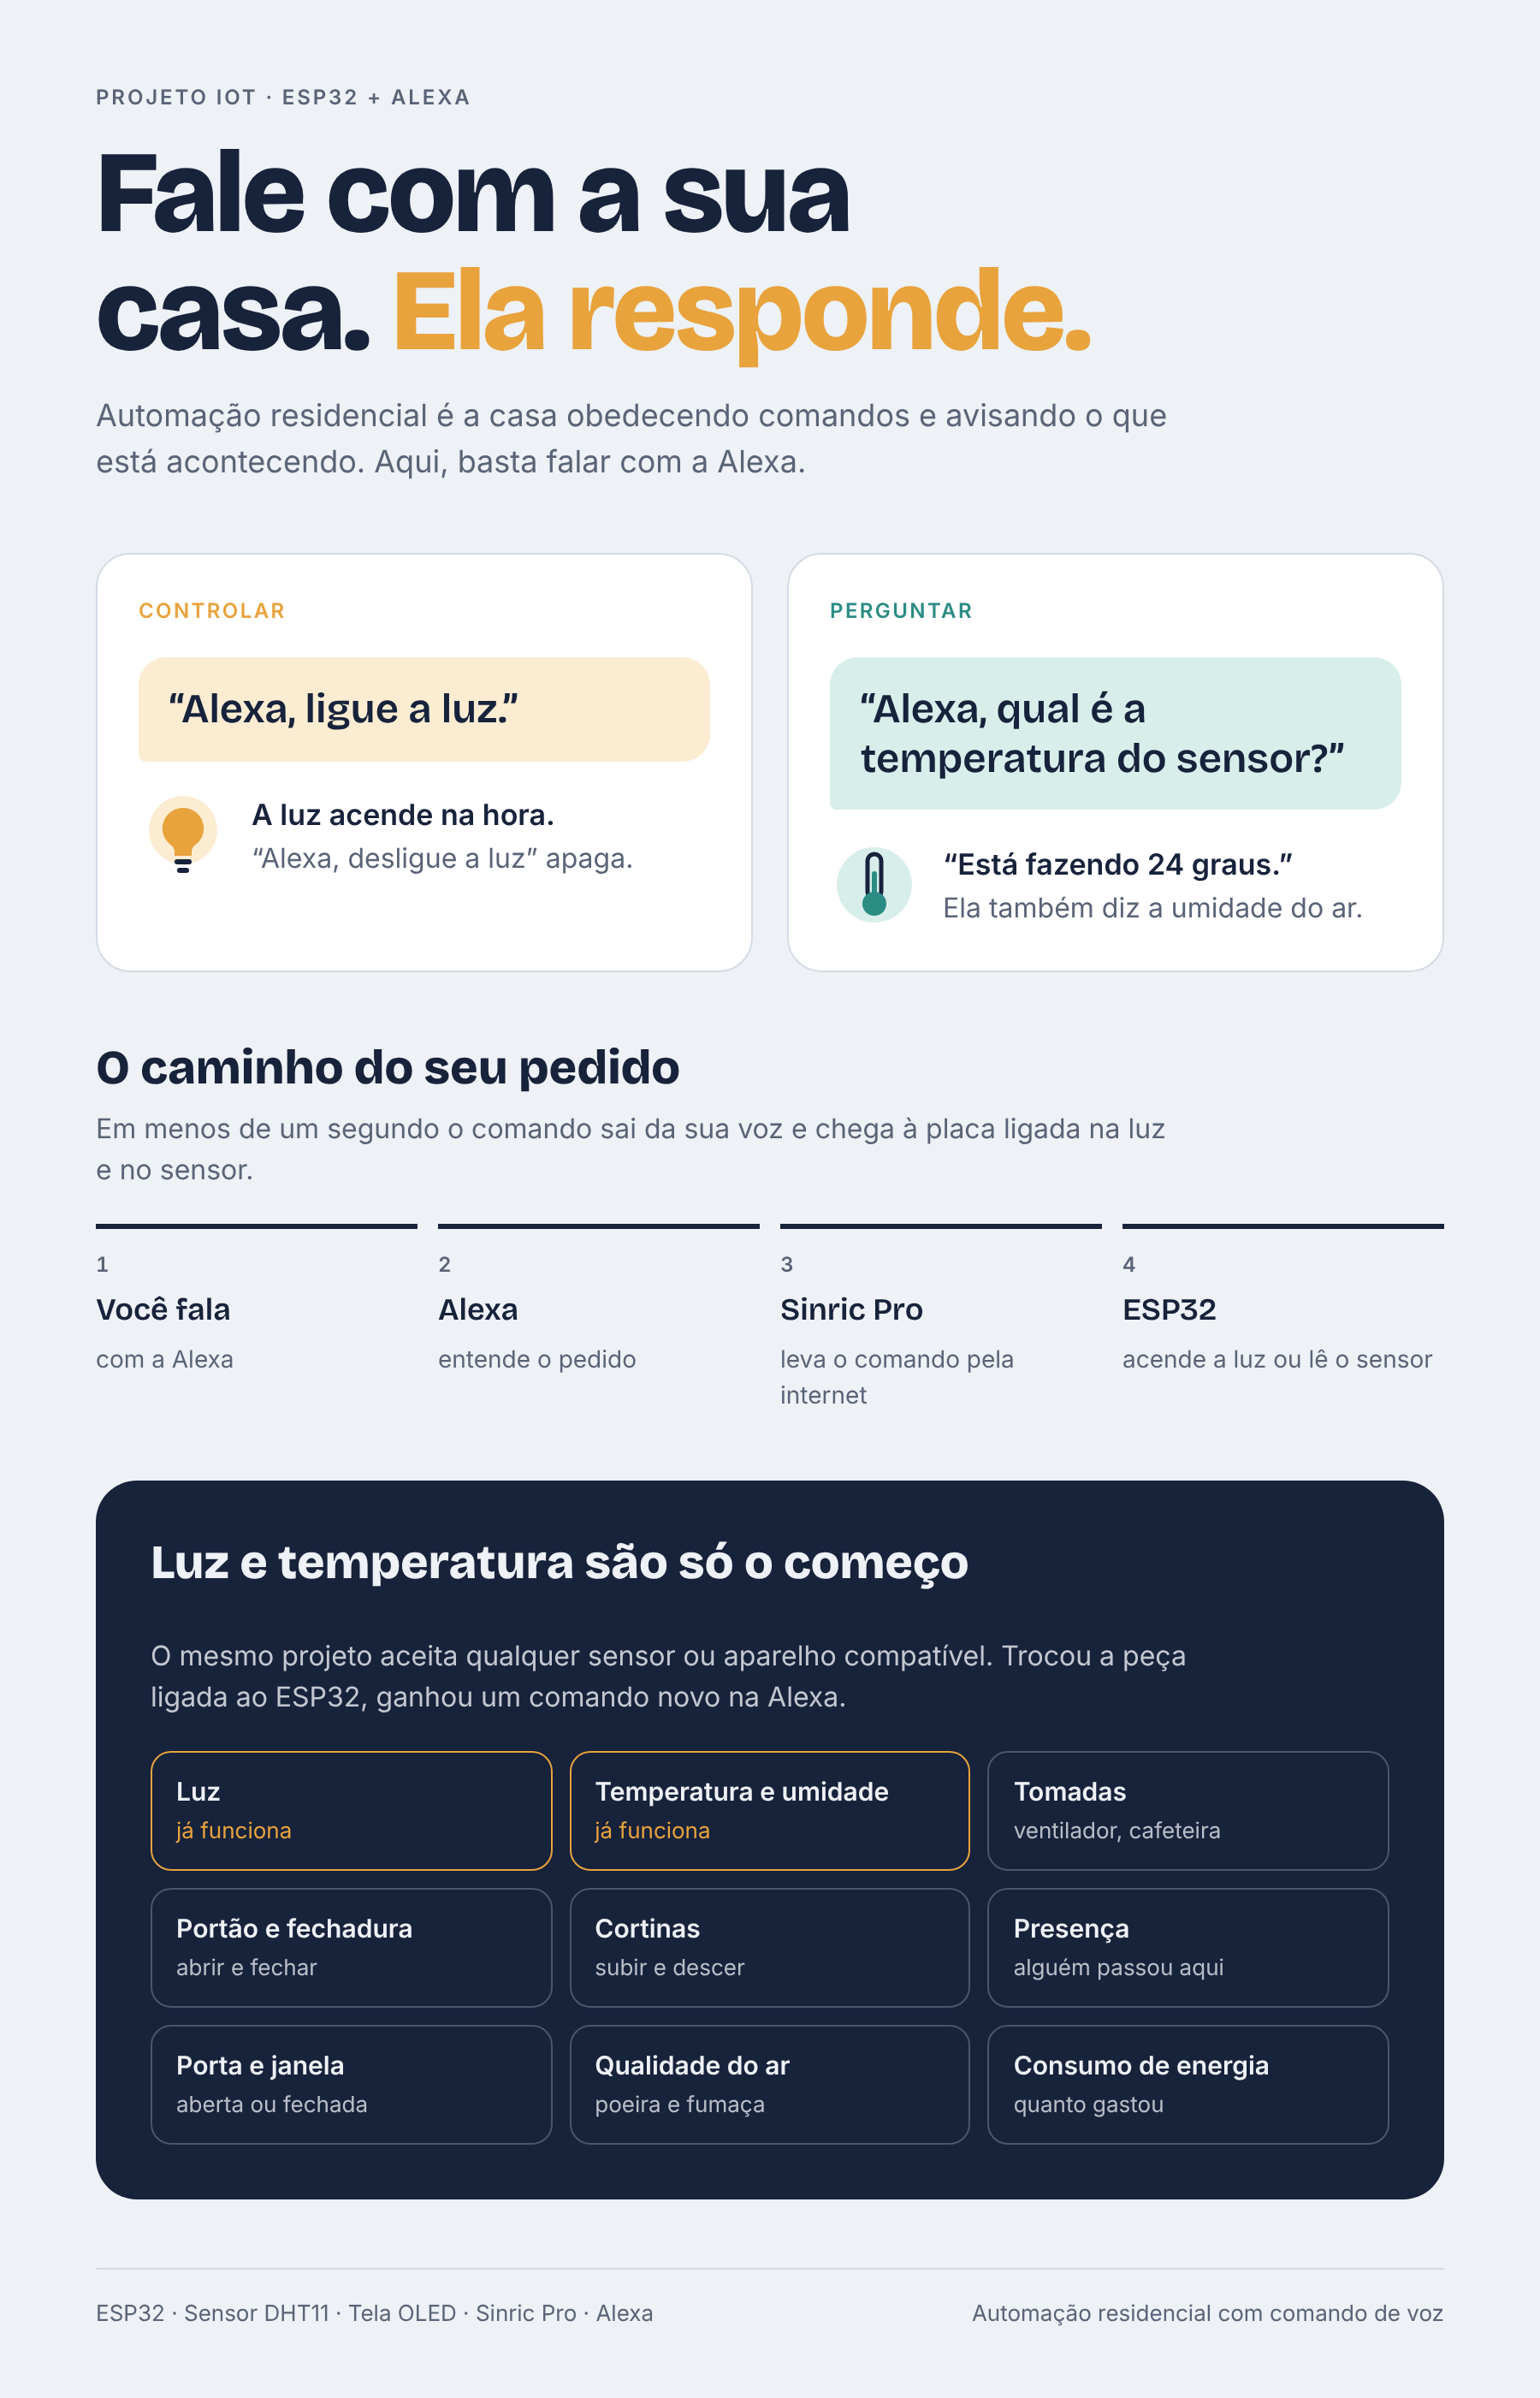 PROJETO IOT · ESP32 + ALEXA
Fale com a sua
casa. Ela responde.
Automação residencial é a casa obedecendo comandos e avisando o que
está acontecendo. Aqui, basta falar com a Alexa.
CONTROLAR
“Alexa, ligue a luz.”
A luz acende na hora.
“Alexa, desligue a luz” apaga.
PERGUNTAR
“Alexa, qual é a
temperatura do sensor?”
“Está fazendo 24 graus.”
Ela também diz a umidade do ar.
O caminho do seu pedido
Em menos de um segundo o comando sai da sua voz e chega à placa ligada na luz
e no sensor.
1
Você fala
com a Alexa
2
Alexa
entende o pedido
3
Sinric Pro
leva o comando pela
internet
4
ESP32
acende a luz ou lê o sensor
Luz e temperatura são só o começo
O mesmo projeto aceita qualquer sensor ou aparelho compatível. Trocou a peça
ligada ao ESP32, ganhou um comando novo na Alexa.
Luz
já funciona
Temperatura e umidade
já funciona
Tomadas
ventilador, cafeteira
Portão e fechadura
abrir e fechar
Cortinas
subir e descer
Presença
alguém passou aqui
Porta e janela
aberta ou fechada
Qualidade do ar
poeira e fumaça
Consumo de energia
quanto gastou
ESP32 · Sensor DHT11 · Tela OLED · Sinric Pro · Alexa
Automação residencial com comando de voz